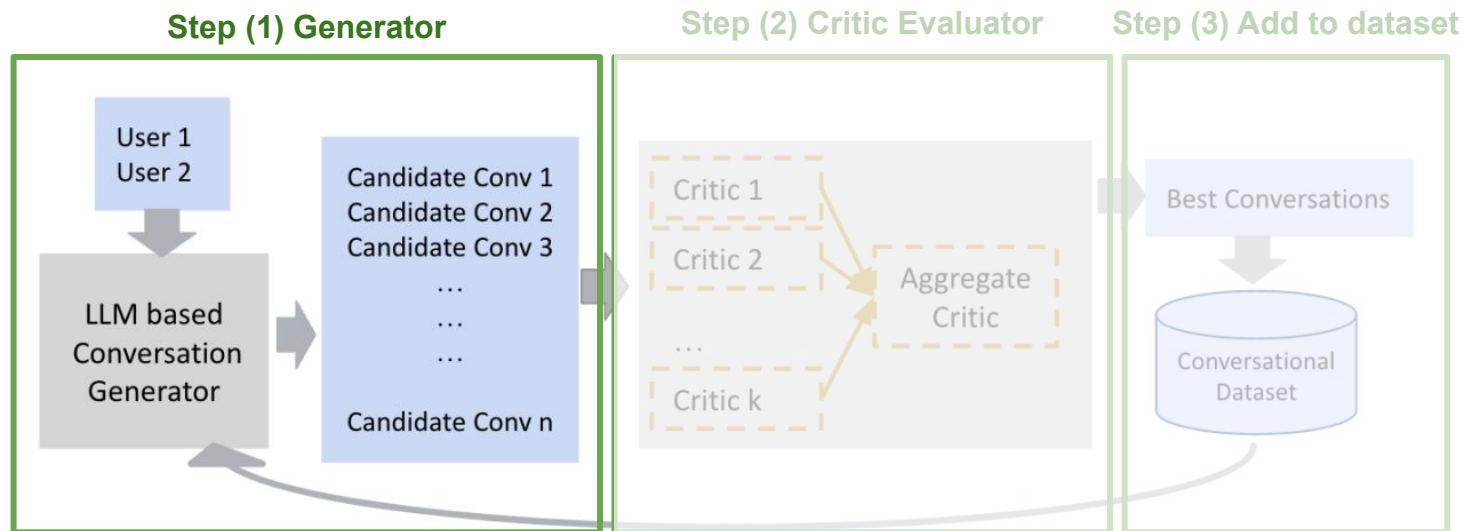 Step (1) Generator
Step (2) Critic Evaluator
Step (3) Add to dataset
User 1
User 2
LLM based
Conversation
Generator
Candidate Conv 1
Candidate Conv 2
Candidate Conv 3
...
...
...
Candidate Conv n
Critic 1
Critic 2
...
Critic k
Aggregate
Critic
Best Conversations
Conversational
Dataset